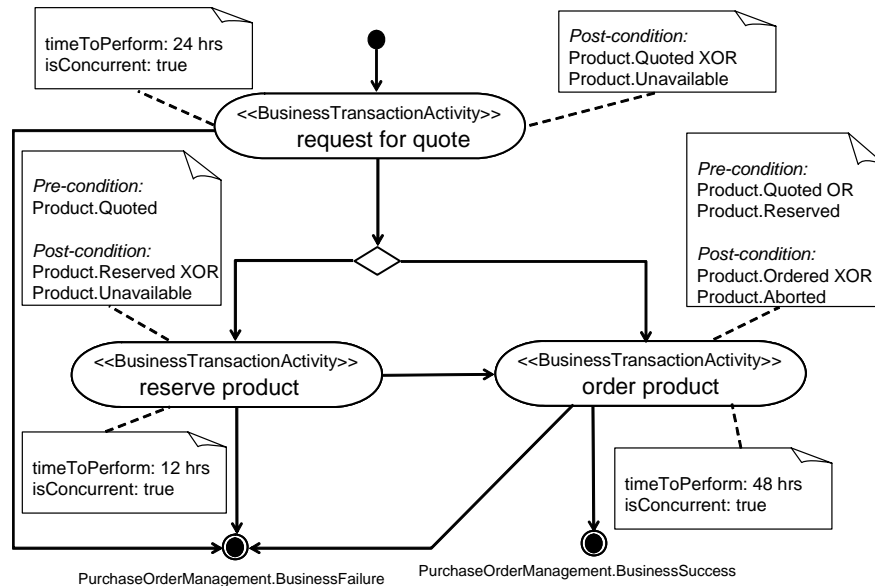 timeToPerform: 24 hrs
isConcurrent: true
Post-condition:
Product.Quoted XOR
Product.Unavailable
<<BusinessTransactionActivity>>
request for quote
Pre-condition:
Product.Quoted
Post-condition:
Product.Reserved XOR
Product.Unavailable
Pre-condition:
Product.Quoted OR
Product.Reserved
Post-condition:
Product.Ordered XOR
Product.Aborted
<<BusinessTransactionActivity>>
reserve product
<<BusinessTransactionActivity>>
order product
timeToPerform: 12 hrs
isConcurrent: true
timeToPerform: 48 hrs
isConcurrent: true
PurchaseOrderManagement.BusinessFailure
PurchaseOrderManagement.BusinessSuccess